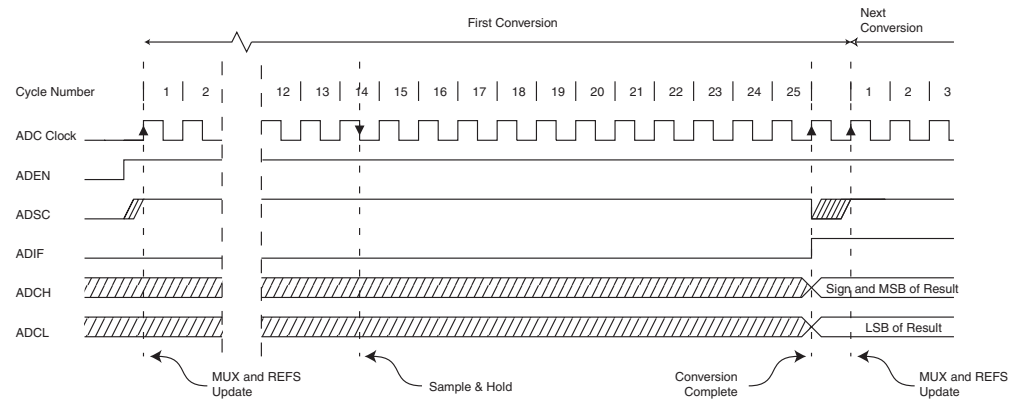 First Conversion
Next
Conversion
Cycle Number 1 2 12 13 14 15 16 17 18 19 20 21 22 23 24 25 1 2 3
ADC Clock
ADEN
ADSC
ADIF
ADCH Sign and MSB of Result
ADCL LSB of Result
MUX and REFS
Update
Sample & Hold
Conversion
Complete
MUX and REFS
Update